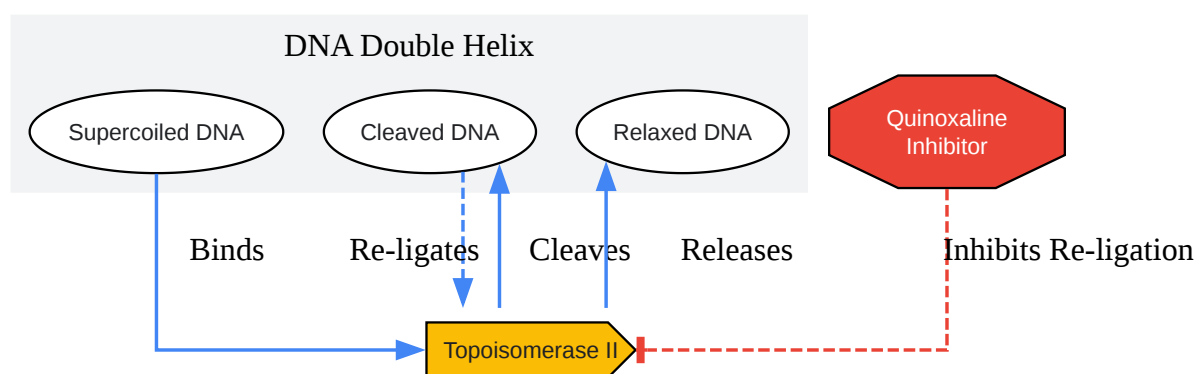 DNA Double Helix
Supercoiled DNA
Cleaved DNA
Relaxed DNA
Quinoxaline
Inhibitor
Binds
Re-ligates
Cleaves
Releases
Inhibits Re-ligation
Topoisomerase II